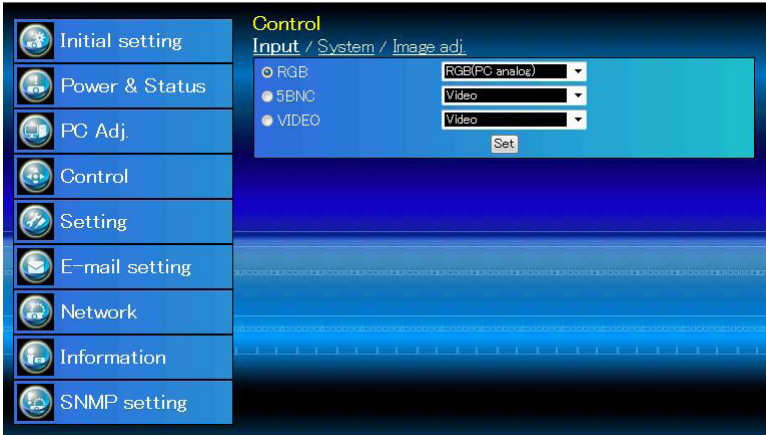 Initial setting
Power & Status
PC Adj.
Control
Setting
E-mail setting
Network
Information
SNMP setting
Control
Input / System / Image adj.
RGB RGB(PC analog)
5BNC Video
VIDEO Video
Set